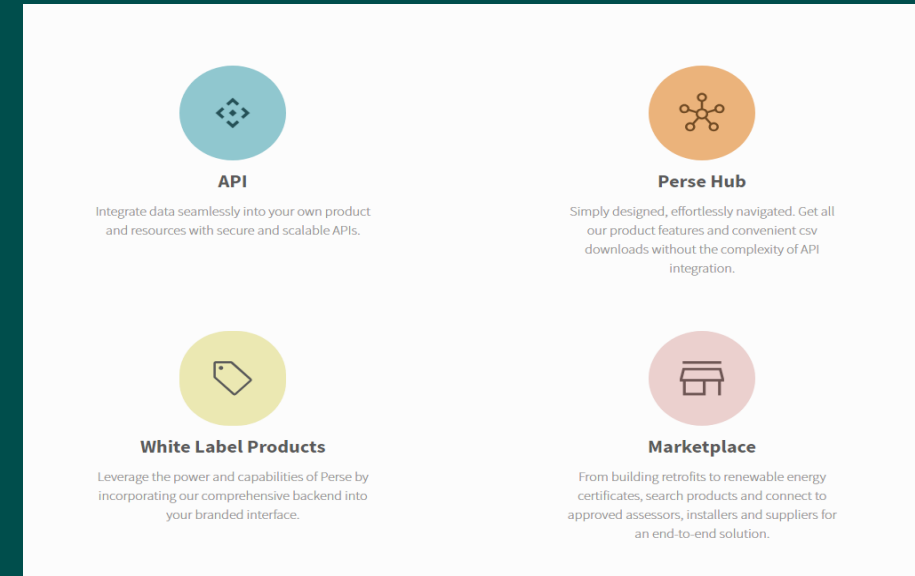 API
Integrate data seamlessly into your own product
and resources with secure and scalable APIs.
Perse Hub
Simply designed, effortlessly navigated. Get all
our product features and convenient csv
downloads without the complexity of API
integration.
White Label Products
Leverage the power and capabilities of Perse by
incorporating our comprehensive backend into
your branded interface.
Marketplace
From building retrofits to renewable energy
certificates, search products and connect to
approved assessors, installers and suppliers for
an end-to-end solution.